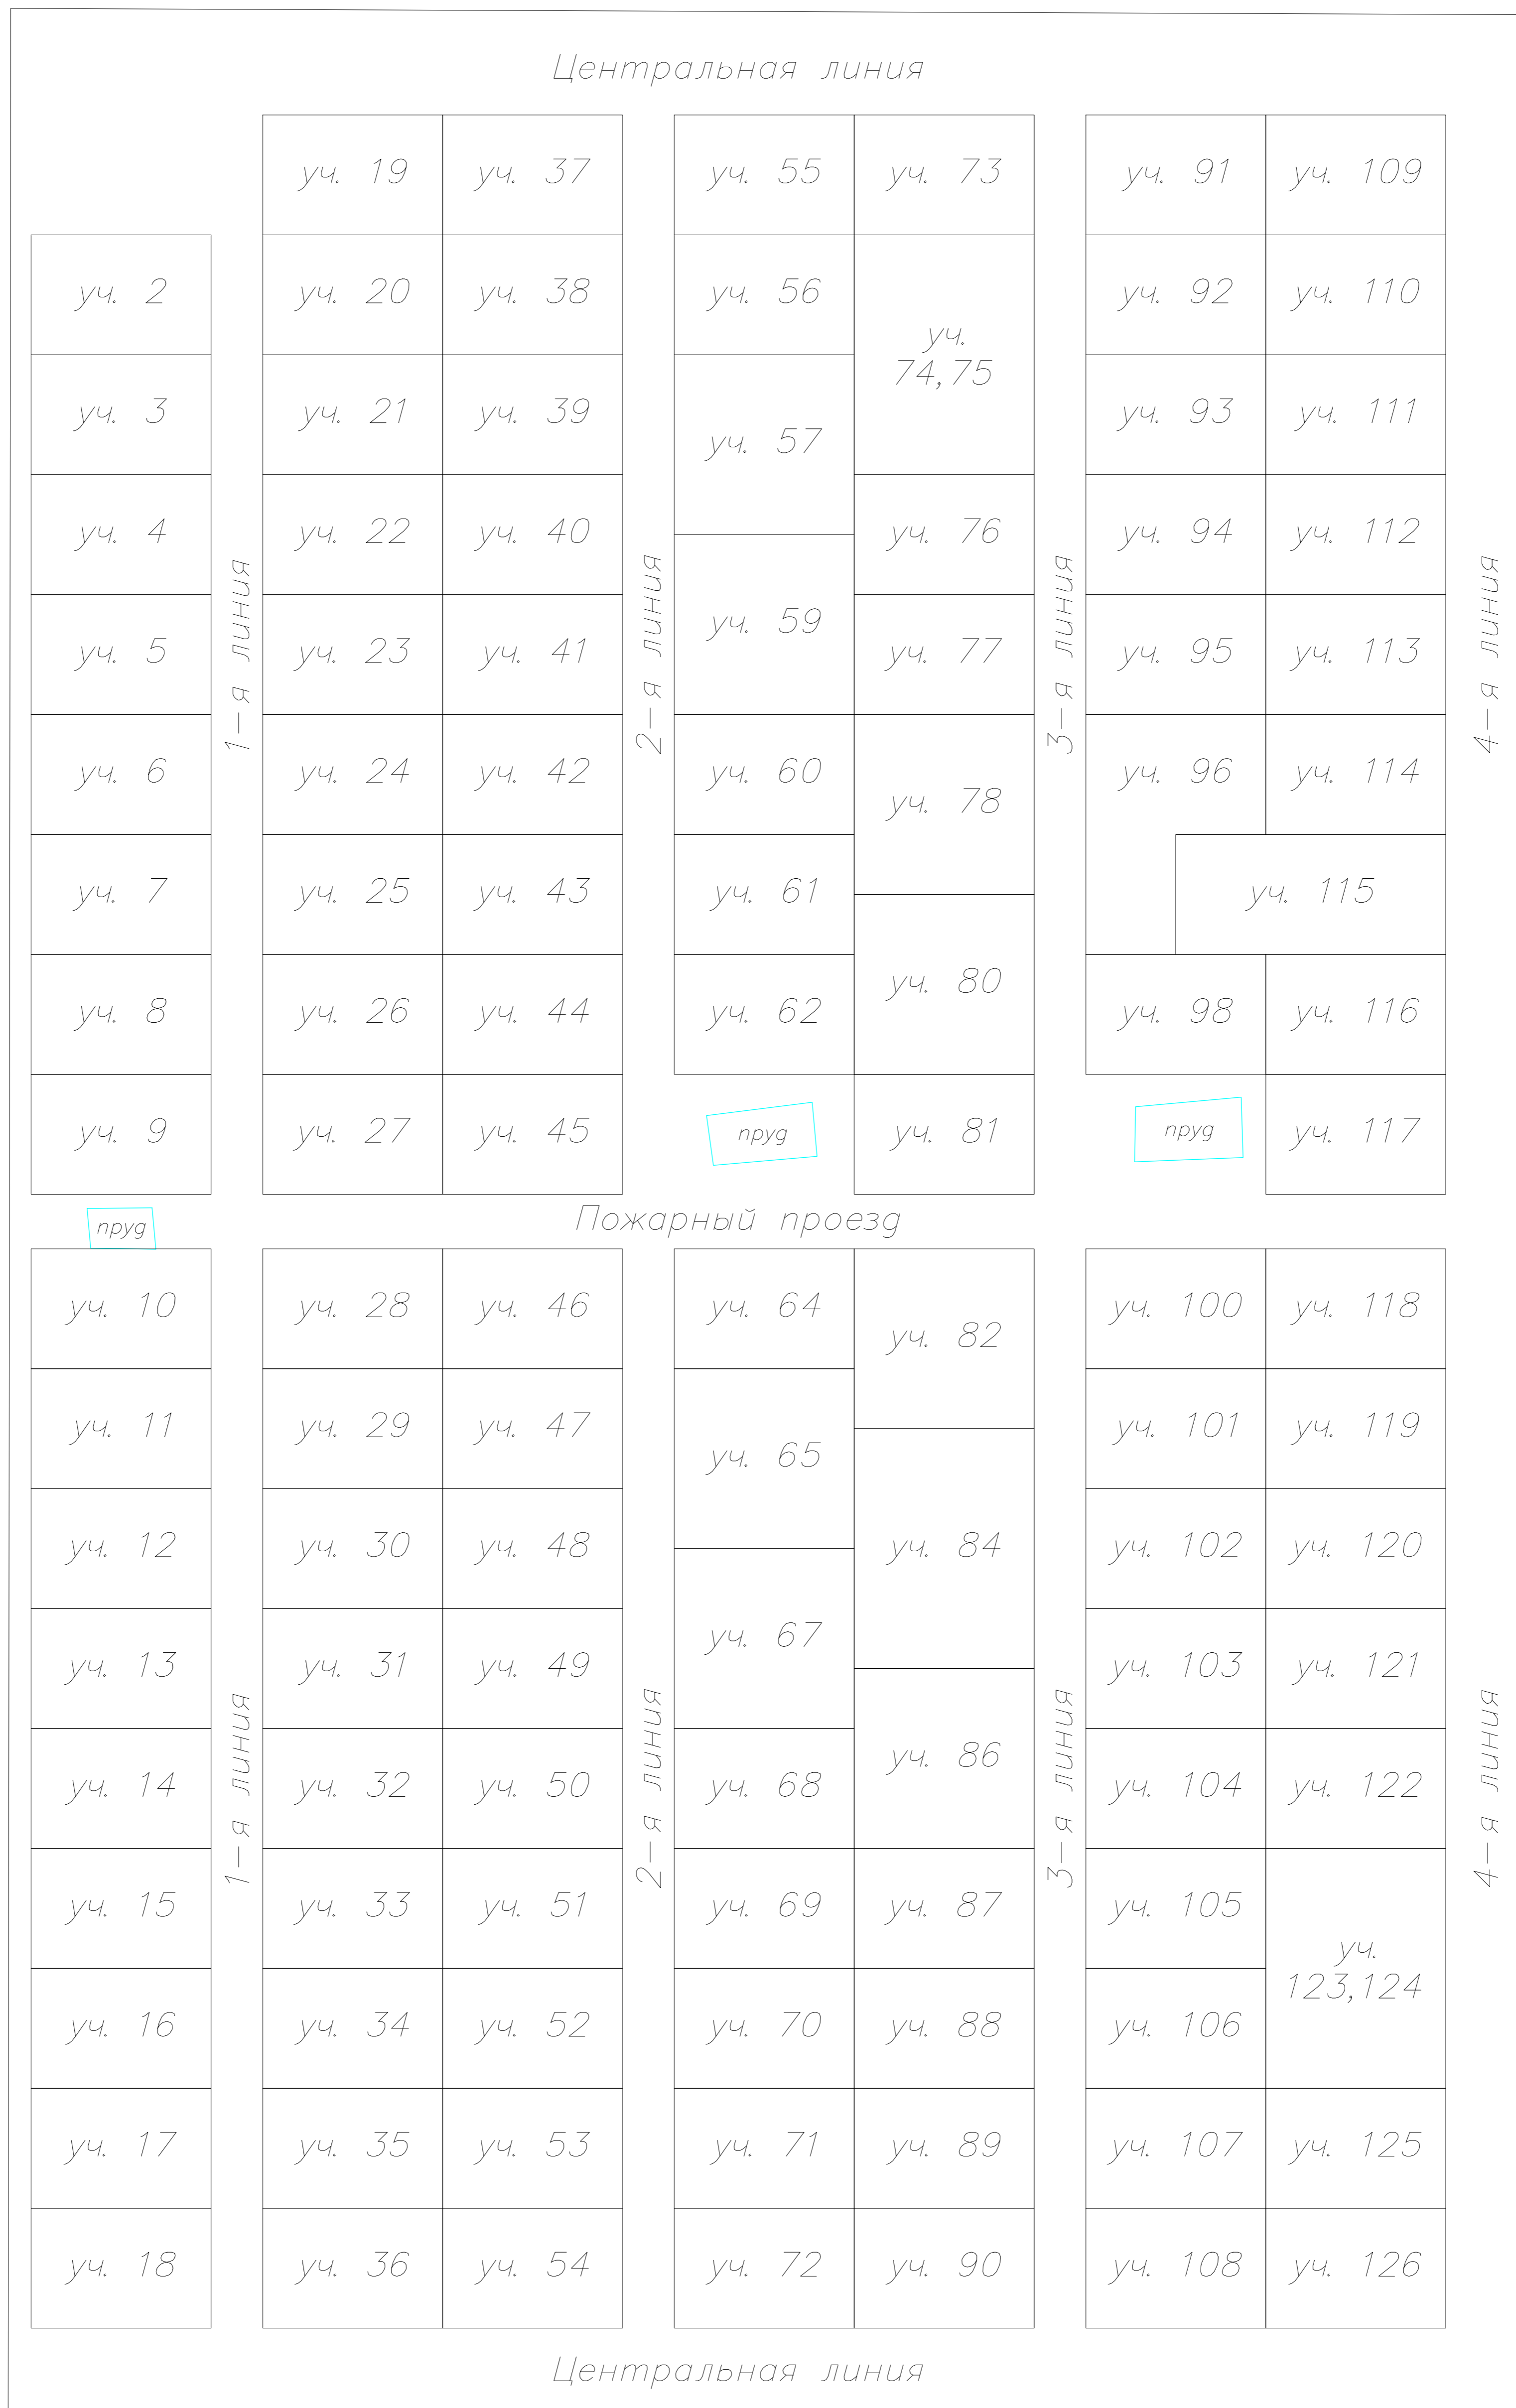 Центральная линия
уч. 19
уч. 37
уч. 55
уч. 73
уч. 91
уч. 109
уч. 2
уч. 20
уч. 38
уч. 56
уч.
74,75
уч. 92
уч. 110
уч. 3
уч. 21
уч. 39
уч. 57
уч. 93
уч. 111
уч. 4
уч. 22
уч. 40
уч. 76
уч. 94
уч. 112
уч. 5
уч. 23
уч. 41
уч. 59
уч. 77
уч. 95
уч. 113
1-я линия
2-я линия
3-я линия
4-я линия
уч. 6
уч. 24
уч. 42
уч. 60
уч. 78
уч. 96
уч. 114
уч. 7
уч. 25
уч. 43
уч. 61
уч. 115
уч. 8
уч. 26
уч. 44
уч. 62
уч. 80
уч. 98
уч. 116
уч. 9
уч. 27
уч. 45
пруд
уч. 81
пруд
уч. 117
пруд
Пожарный проезд
уч. 10
уч. 28
уч. 46
уч. 64
уч. 82
уч. 100
уч. 118
уч. 11
уч. 29
уч. 47
уч. 65
уч. 101
уч. 119
уч. 12
уч. 30
уч. 48
уч. 84
уч. 102
уч. 120
уч. 13
уч. 31
уч. 49
уч. 67
уч. 103
уч. 121
1-я линия
2-я линия
3-я линия
4-я линия
уч. 14
уч. 32
уч. 50
уч. 68
уч. 86
уч. 104
уч. 122
уч. 15
уч. 33
уч. 51
уч. 69
уч. 87
уч. 105
уч.
123,124
уч. 16
уч. 34
уч. 52
уч. 70
уч. 88
уч. 106
уч. 17
уч. 35
уч. 53
уч. 71
уч. 89
уч. 107
уч. 125
уч. 18
уч. 36
уч. 54
уч. 72
уч. 90
уч. 108
уч. 126
Центральная линия